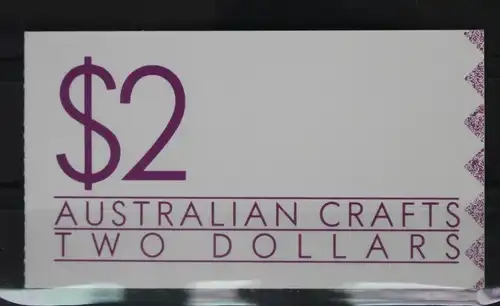 $2
AUSTRALIAN CRAFTS
TWO DOLLARS